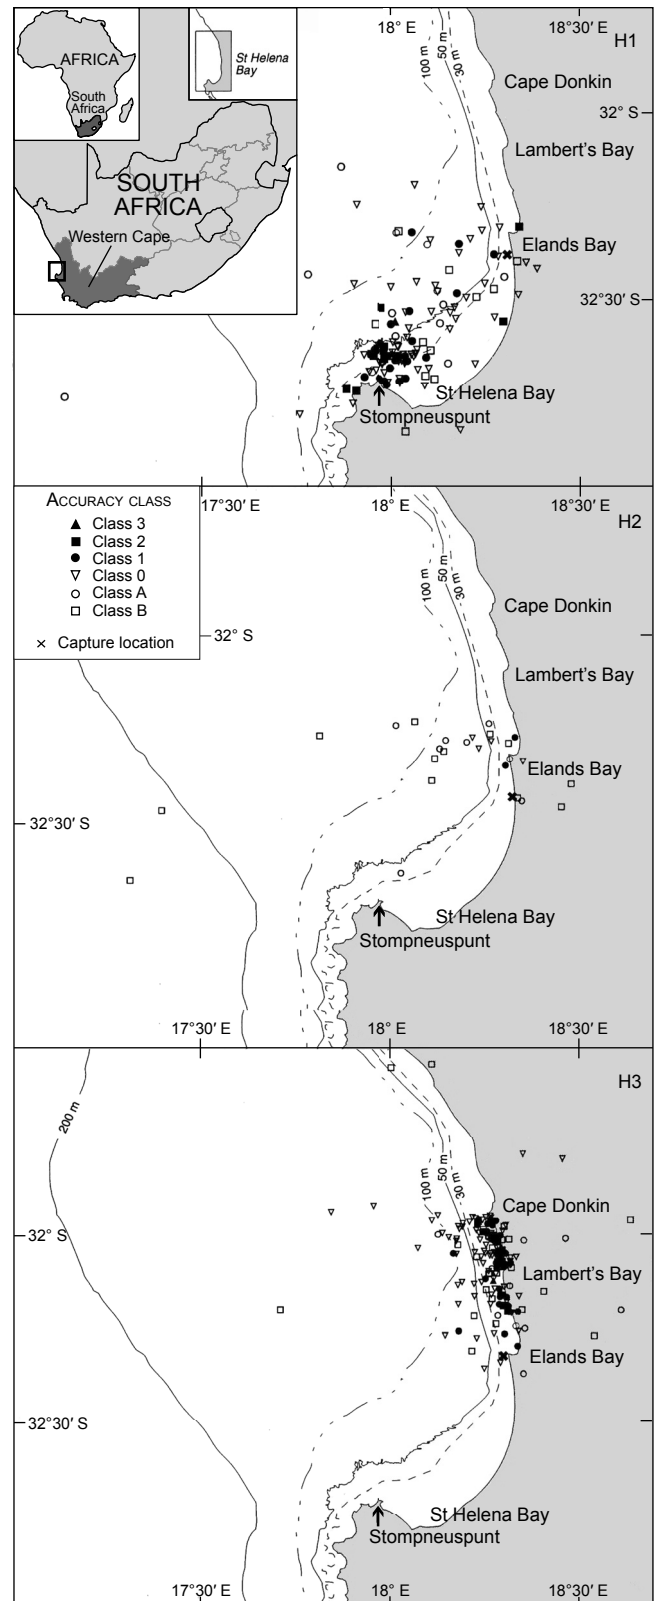 AFRICA
South
Africa
St Helena
Bay
SOUTH
AFRICA
Western Cape
18° E
18°30′ E
H1
100 m
50 m
30 m
Cape Donkin
32° S
Lambert's Bay
Elands Bay
32°30′ S
St Helena Bay
Stompneuspunt
17°30′ E
18° E
18°30′ E
H2
ACCURACY CLASS
Class 3
Class 2
Class 1
Class 0
Class A
Class B
Capture location
100 m
50 m
30 m
Cape Donkin
32° S
Lambert's Bay
Elands Bay
32°30′ S
St Helena Bay
Stompneuspunt
17°30′ E
18° E
18°30′ E
H3
200 m
100 m
50 m
30 m
Cape Donkin
32° S
Lambert's Bay
Elands Bay
32°30′ S
St Helena Bay
Stompneuspunt
17°30′ E
18° E
18°30′ E